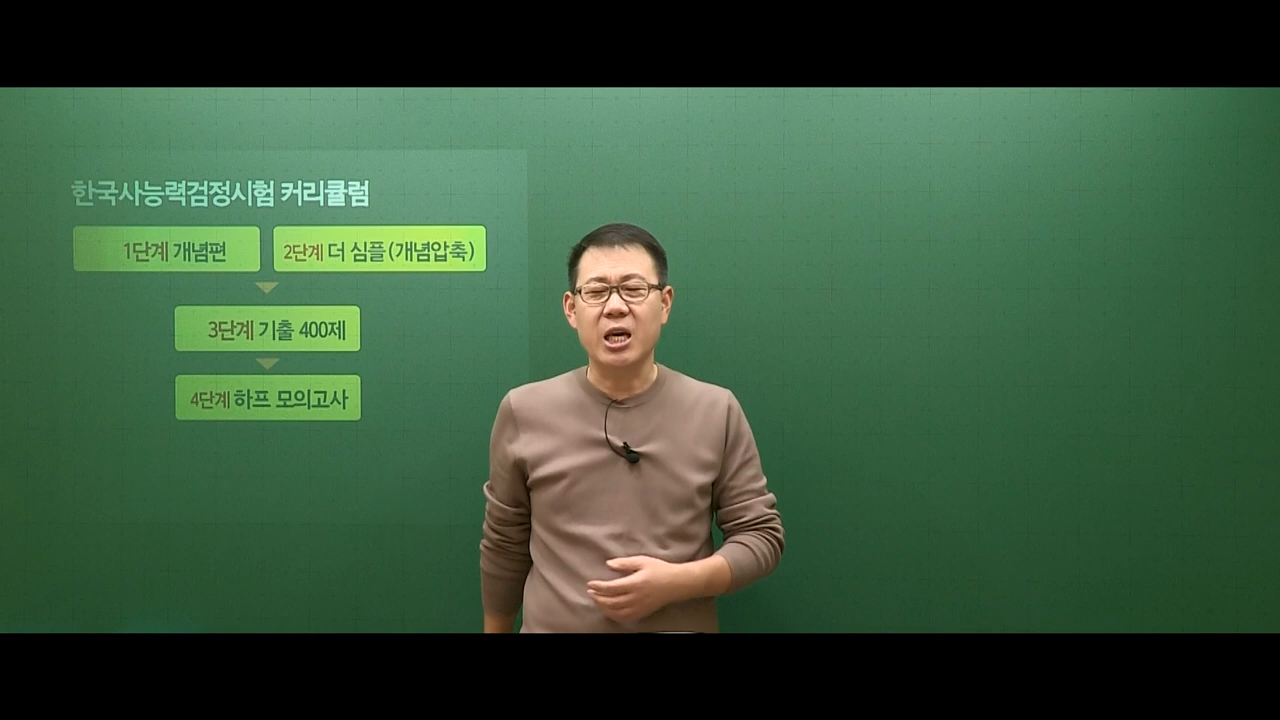 한국사능력검정시험 커리큘럼
1단계 개념편
2단계 더 심플(개념압축)
3단계 기출 400제
4단계 하프 모의고사